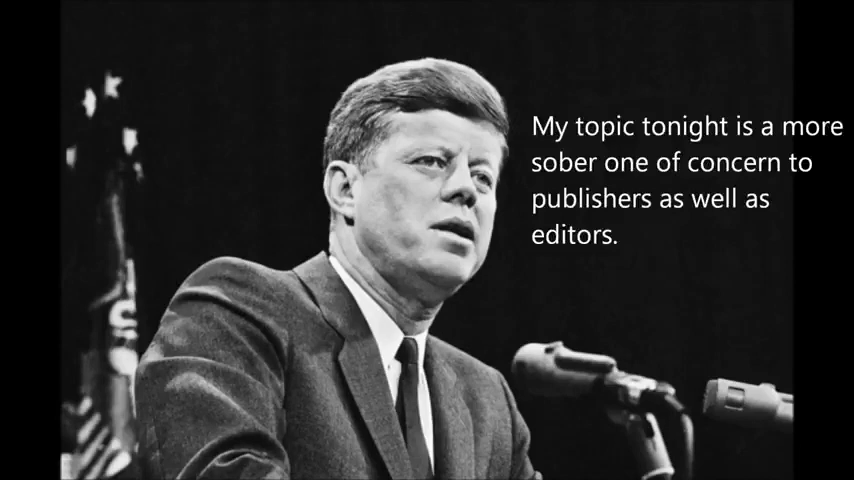 My topic tonight is a more
sober one of concern to
publishers as well as
editors.